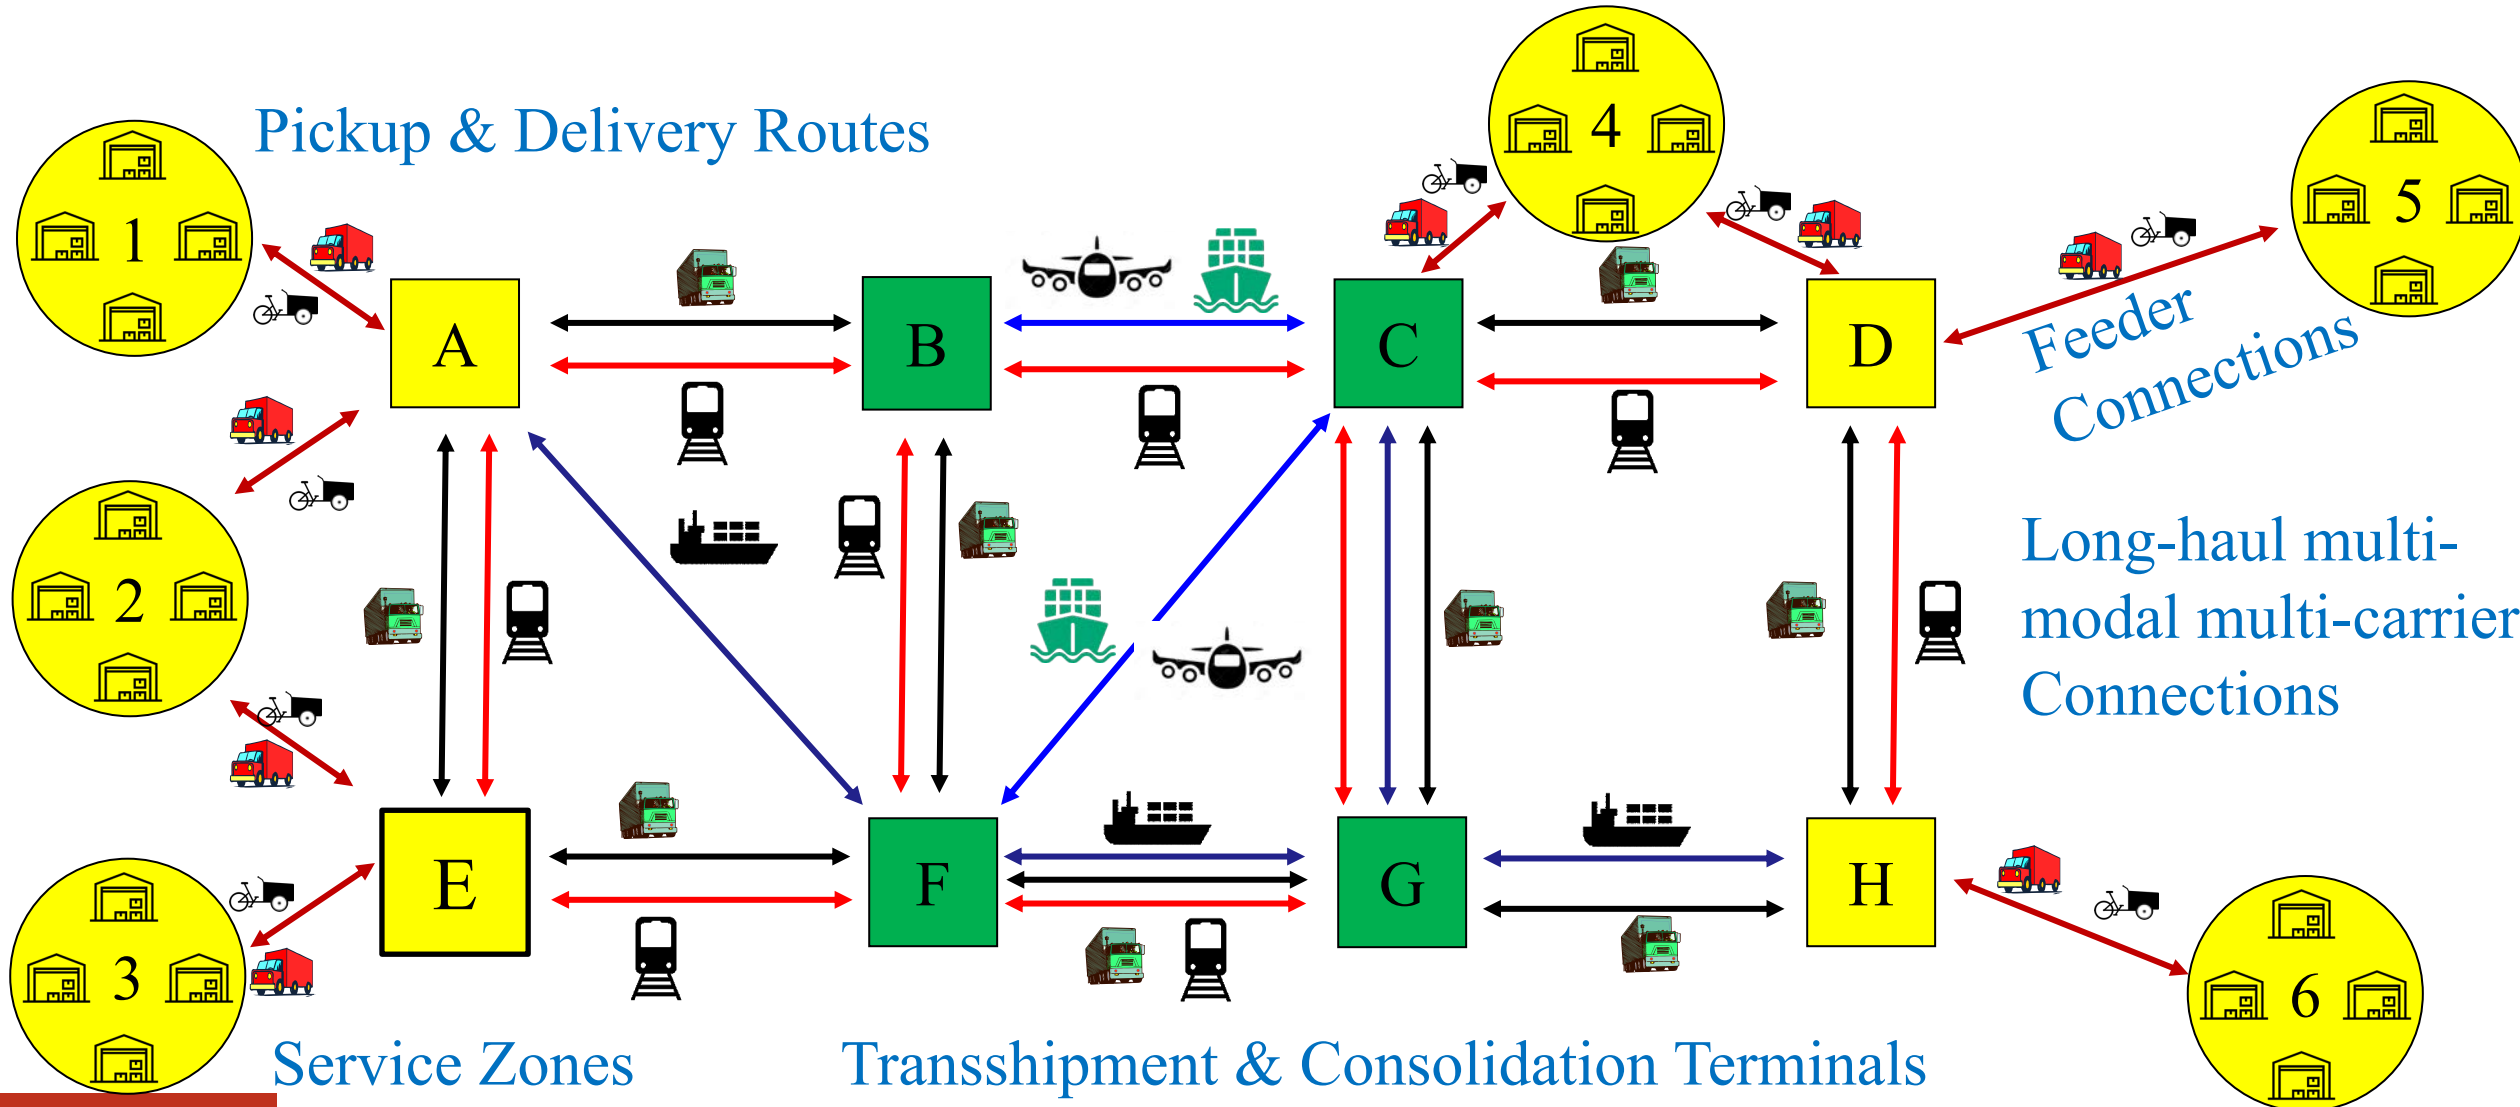 4
Pickup & Delivery Routes
5
1
A
B
C
D
Feeder
Connections
2
Long-haul multi-
modal multi-carrier
Connections
E
F
G
H
3
6
Service Zones
Transshipment & Consolidation Terminals